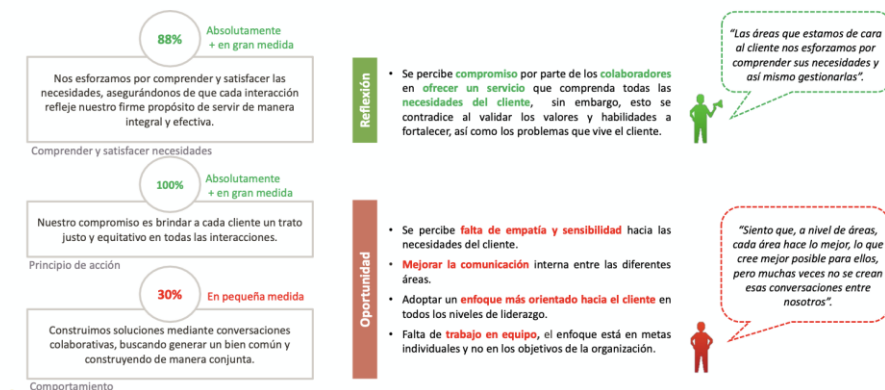 88%
Absolutamente
+ en gran medida
Nos esforzamos por comprender y satisfacer las
necesidades, asegurándonos de que cada interacción
refleje nuestro firme propósito de servir de manera
integral y efectiva.
Comprender y satisfacer necesidades
100%
Absolutamente
+ en gran medida
Nuestro compromiso es brindar a cada cliente un trato
justo y equitativo en todas las interacciones.
Principio de acción
30%
En pequeña medida
Construimos soluciones mediante conversaciones
colaborativas, buscando generar un bien común y
construyendo de manera conjunta.
Comportamiento
Reflexión
• Se percibe compromiso por parte de los colaboradores
en ofrecer un servicio que comprenda todas las
necesidades del cliente, sin embargo, esto se
contradice al validar los valores y habilidades a
fortalecer, así como los problemas que vive el cliente.
"Las áreas que estamos de cara
al cliente nos esforzamos por
comprender sus necesidades y
así mismo gestionarlas".
Oportunidad
• Se percibe falta de empatía y sensibilidad hacia las
necesidades del cliente.
• Mejorar la comunicación interna entre las diferentes
áreas.
• Adoptar un enfoque más orientado hacia el cliente en
todos los niveles de liderazgo.
• Falta de trabajo en equipo, el enfoque está en metas
individuales y no en los objetivos de la organización.
"Siento que, a nivel de áreas,
cada área hace lo mejor, lo que
cree mejor posible para ellos,
pero muchas veces no se crean
esas conversaciones entre
nosotros".